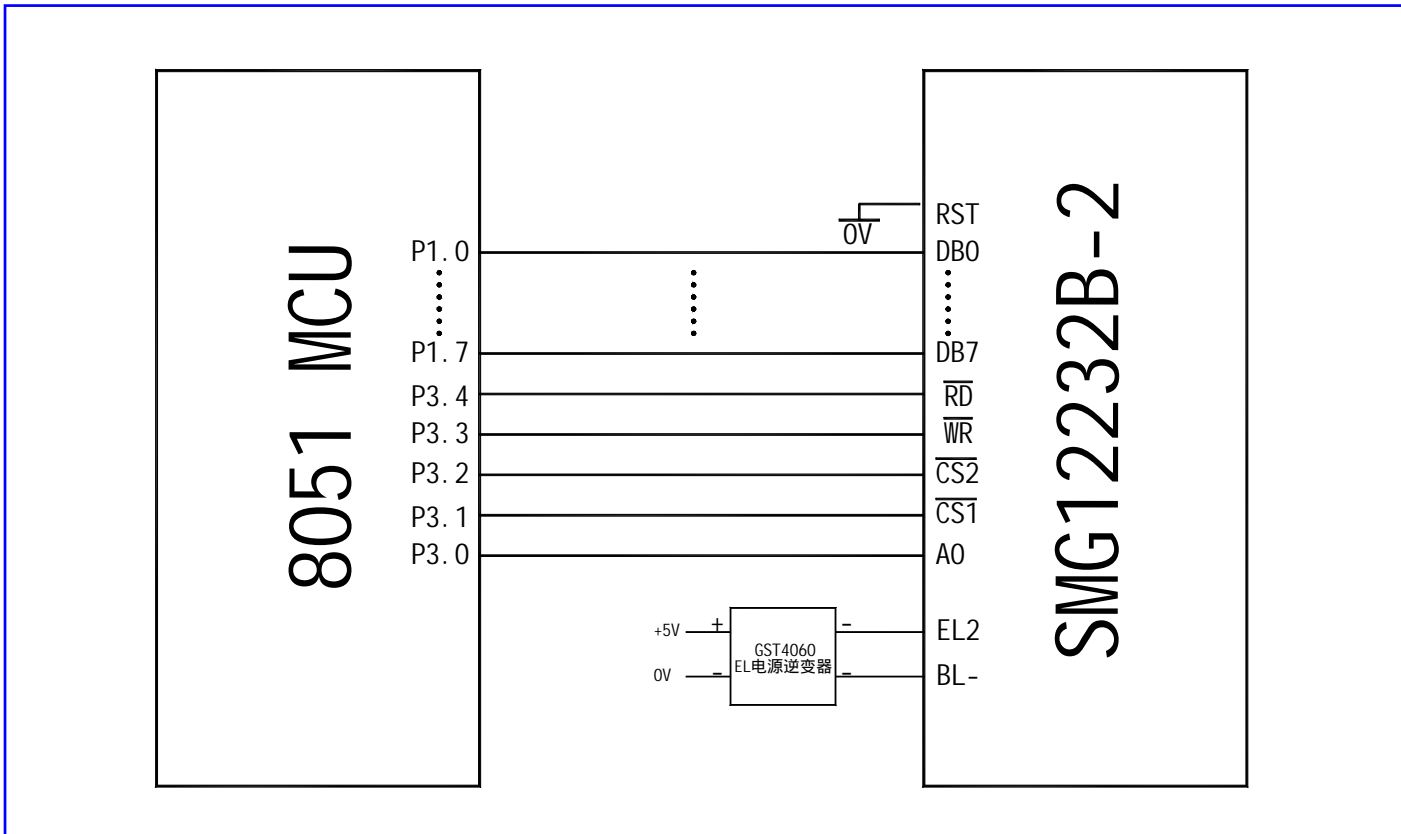 8051 MCU
P1.0
P1.7
P3.4
P3.3
P3.2
P3.1
P3.0
0V
RST
DB0
DB7
RD
WR
CS2
CS1
A0
EL2
BL-
SMG12232B-2
+5V
+
0V
-
GST4060
EL电源逆变器
-
-